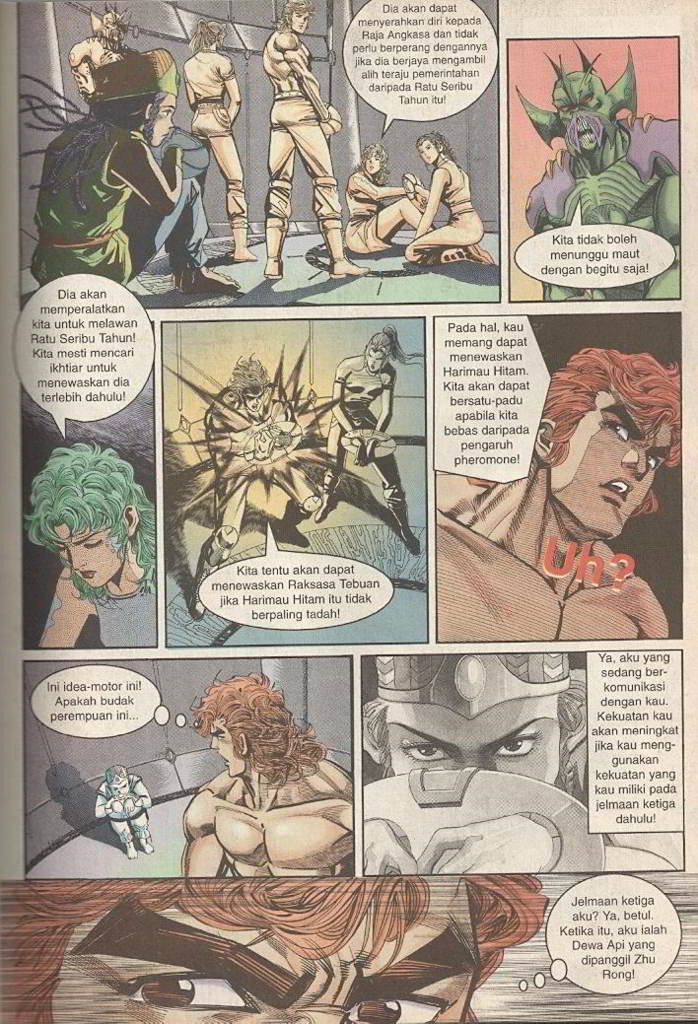 Dia akan dapat
menyerahkan diri kepada
Raja Angkasa dan tidak
perlu berperang dengannya
jika dia berjaya mengambil
alih teraju pemerintahan
daripada Ratu Seribu
Tahun itu!
Kita tidak boleh
menunggu maut
dengan begitu saja!
Dia akan
memperalatkan
kita untuk melawan
Ratu Seribu Tahun!
Kita mesti mencari
ikhtiar untuk
menewaskan dia
terlebih dahulu!
Kita tentu akan dapat
menewaskan Raksasa Tebuan
jika Harimau Hitam itu tidak
berpaling tadah!
Pada hal, kau
memang dapat
menewaskan
Harimau Hitam.
Kita akan dapat
bersatu-padu
apabila kita
bebas daripada
pengaruh
pheromone!
Uh?
Ini idea-motor ini!
Apakah budak
perempuan ini...
Ya, aku yang
sedang ber-
komunikasi
dengan kau.
Kekuatan kau
akan meningkat
jika kau meng-
gunakan
kekuatan yang
kau miliki pada
jelmaan ketiga
dahulu!
Jelmaan ketiga
aku? Ya, betul.
Ketika itu, aku ialah
Dewa Api yang
dipanggil Zhu
Rong!